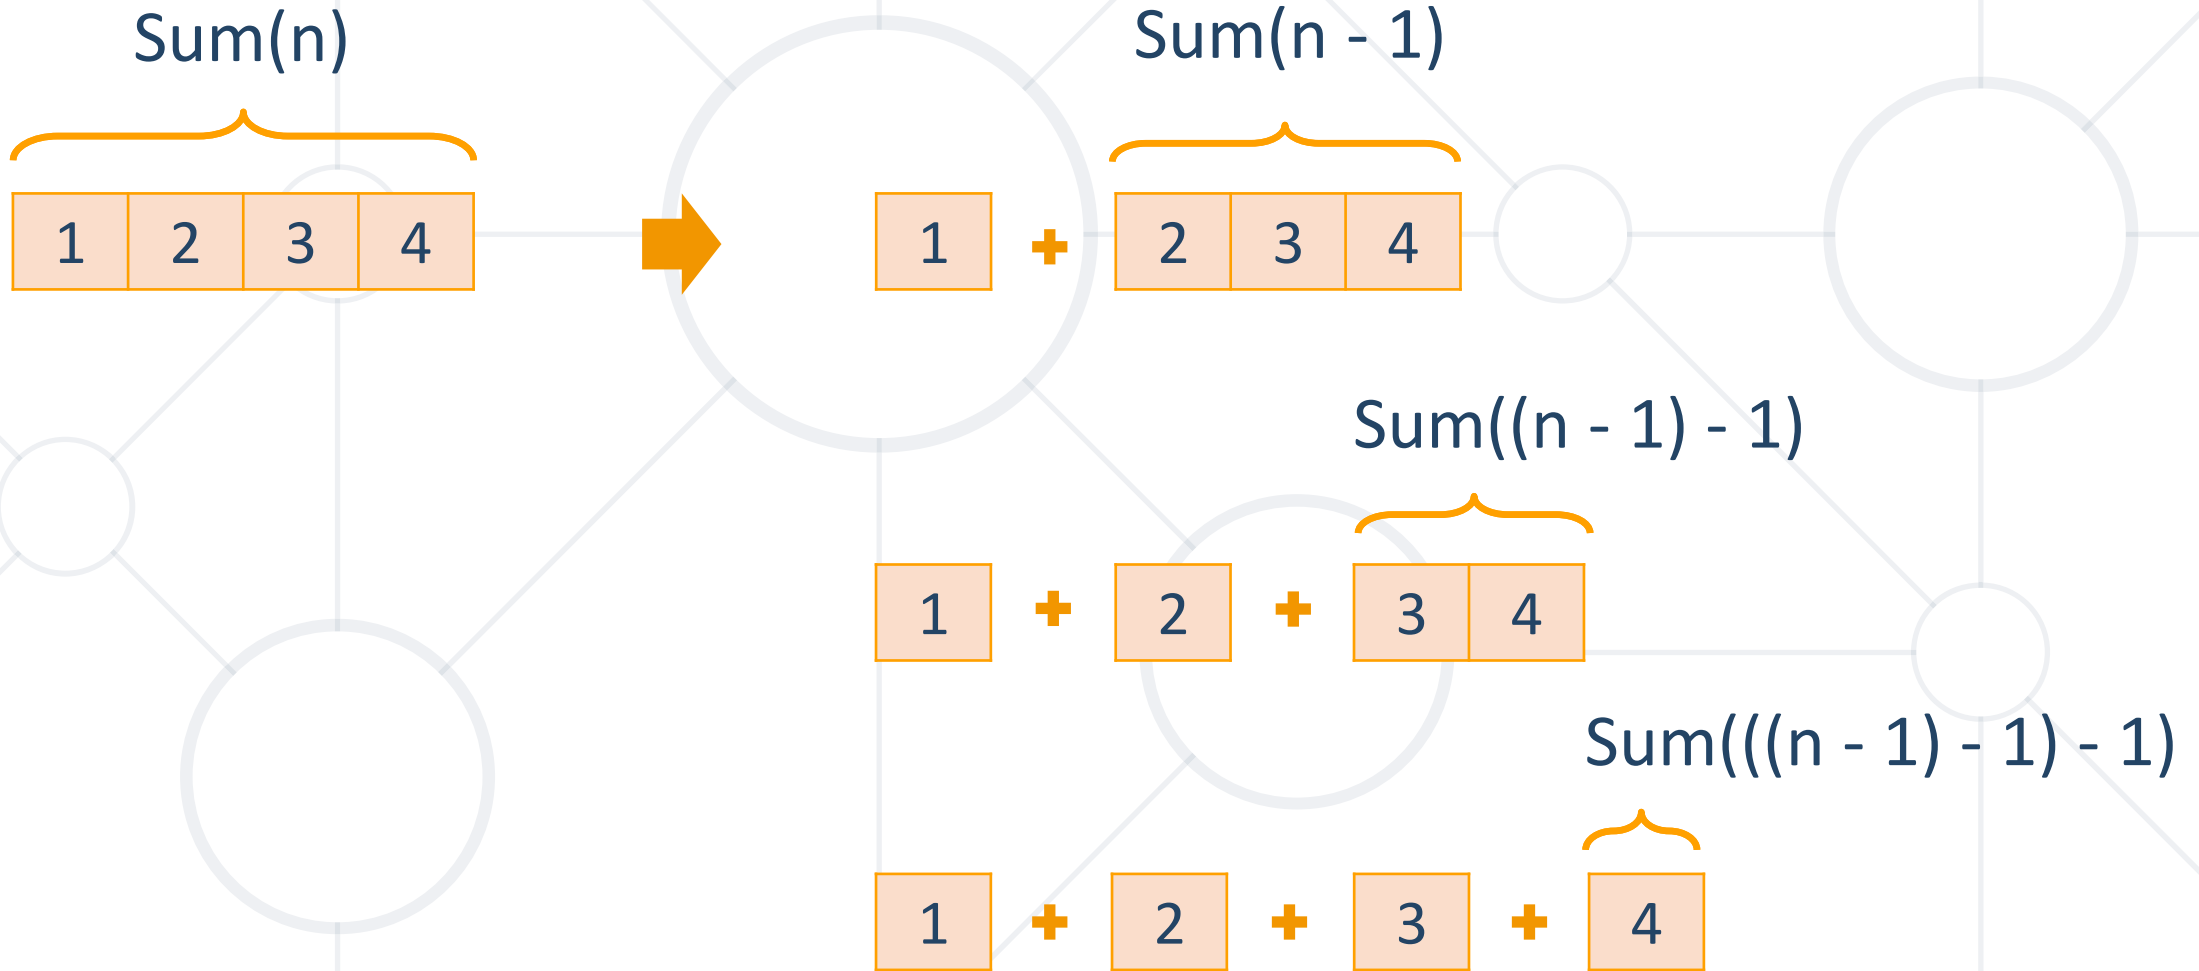 Sum(n)
Sum(n - 1)
1 2 3 4
1 + 2 3 4
Sum((n - 1) - 1)
1 + 2 + 3 4
Sum(((n - 1) - 1) - 1)
1 + 2 + 3 + 4